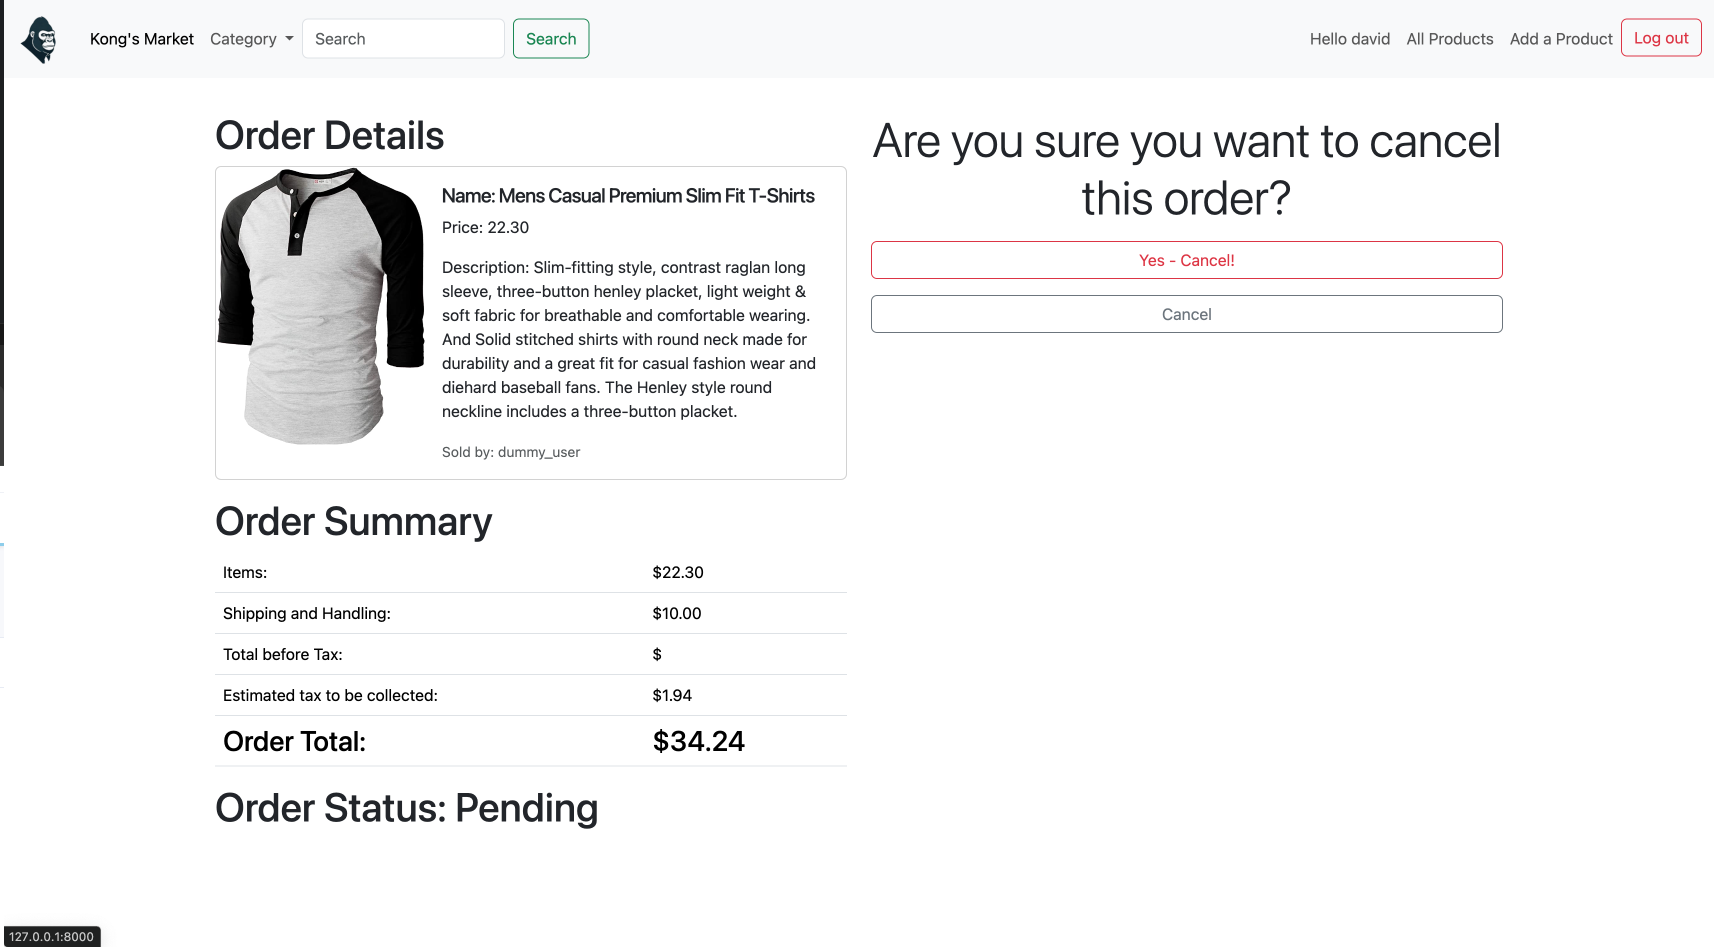 Kong's Market Category Search Search Hello david All Products Add a Product Log out
Order Details
Name: Mens Casual Premium Slim Fit T-Shirts
Price: 22.30
Description: Slim-fitting style, contrast raglan long
sleeve, three-button henley placket, light weight &
soft fabric for breathable and comfortable wearing.
And Solid stitched shirts with round neck made for
durability and a great fit for casual fashion wear and
diehard baseball fans. The Henley style round
neckline includes a three-button placket.
Sold by: dummy_user
Order Summary
Items: $22.30
Shipping and Handling: $10.00
Total before Tax: $
Estimated tax to be collected: $1.94
Order Total: $34.24
Order Status: Pending
Are you sure you want to cancel
this order?
Yes - Cancel!
Cancel
127.0.0.1:8000